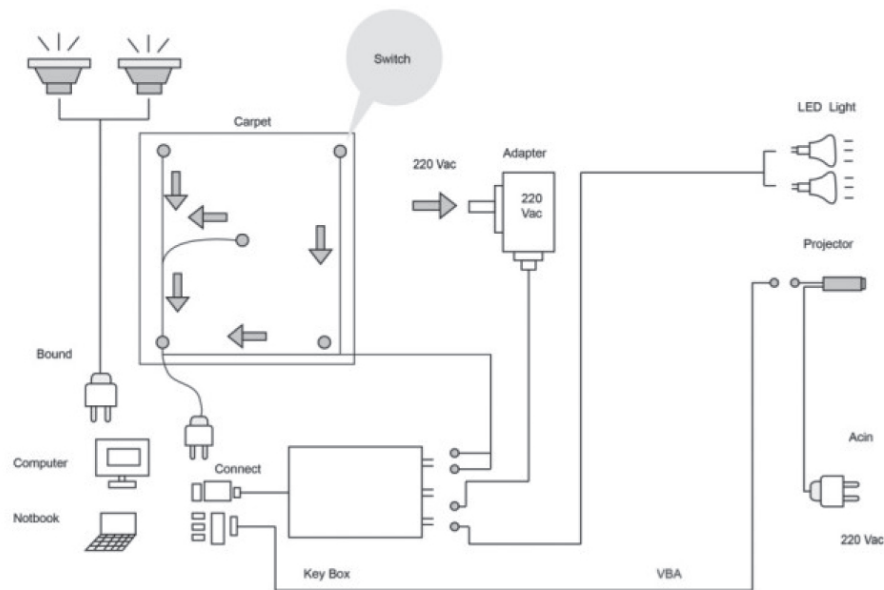 Switch
LED Light
Carpet
Adapter
220 Vac
220
Vac
Projector
Bound
Acin
Computer
Connect
Notbook
220 Vac
Key Box
VBA